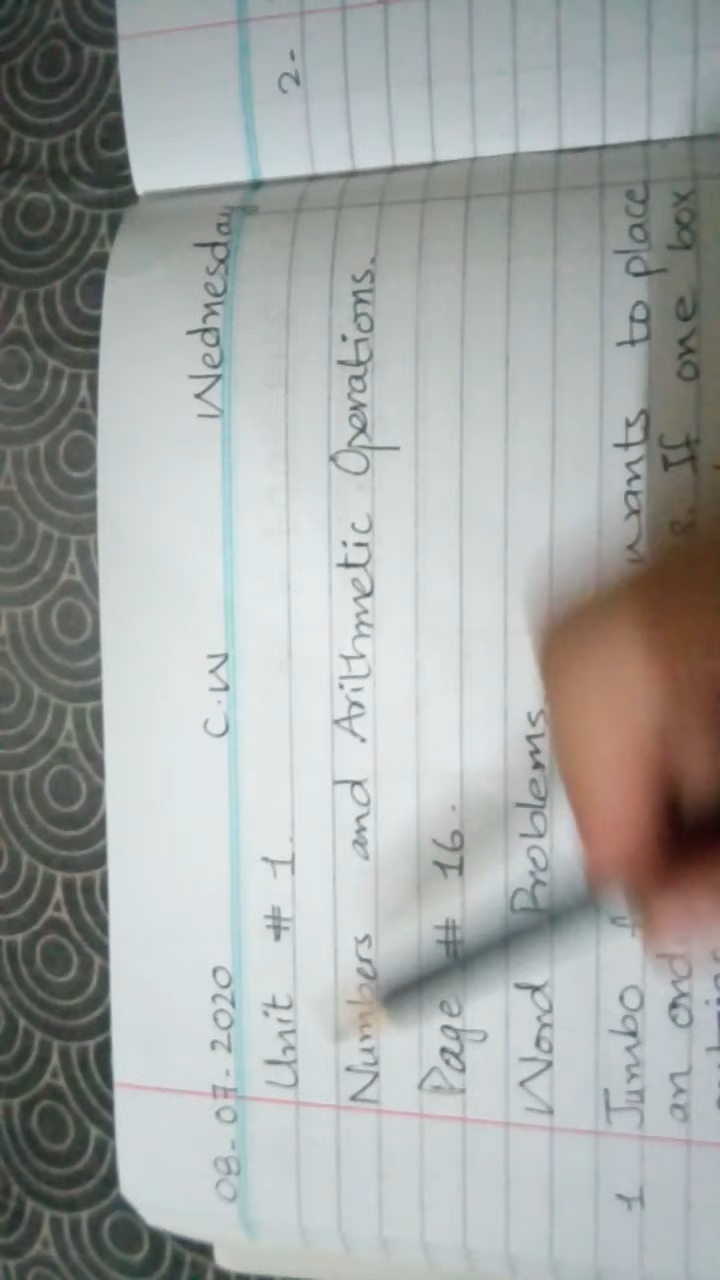 08-07-2020 C.W Wednesday
Unit # 1.
Numbers and Arithmetic Operations.
Page # 16.
Word Problems
1 Jumbo wants to place
an ord If one box
2-